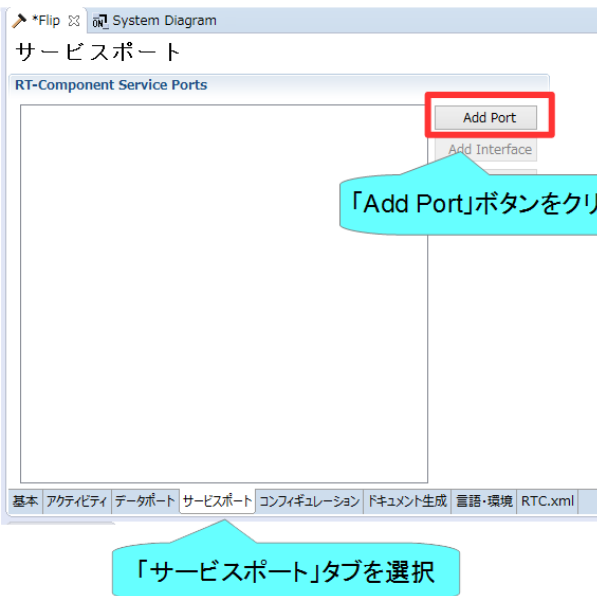 *Flip System Diagram
サービスポート
RT-Component Service Ports
Add Port
Add Interface
「Add Port」ボタンをクリ
基本 アクティビティ データポート サービスポート コンフィギュレーション ドキュメント生成 言語・環境 RTC.xml
「サービスポート」タブを選択